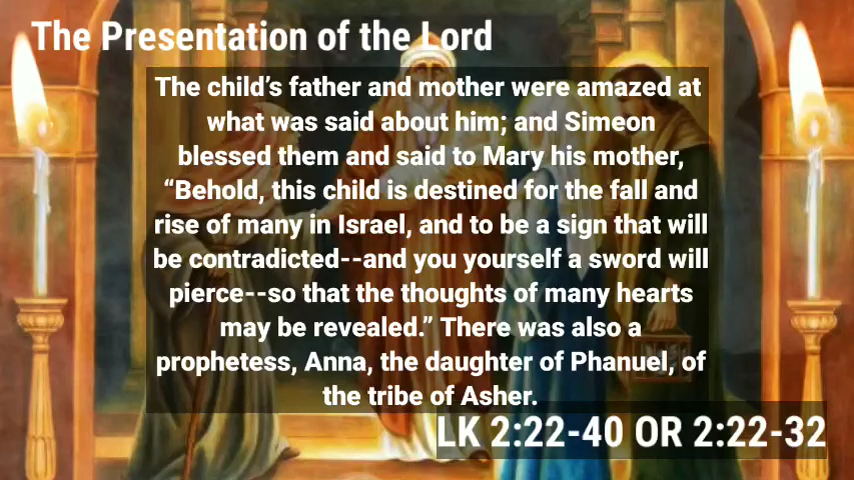 The Presentation of the Lord
The child’s father and mother were amazed at
what was said about him; and Simeon
blessed them and said to Mary his mother,
“Behold, this child is destined for the fall and
rise of many in Israel, and to be a sign that will
be contradicted--and you yourself a sword will
pierce--so that the thoughts of many hearts
may be revealed.” There was also a
prophetess, Anna, the daughter of Phanuel, of
the tribe of Asher.
LK 2:22-40 OR 2:22-32